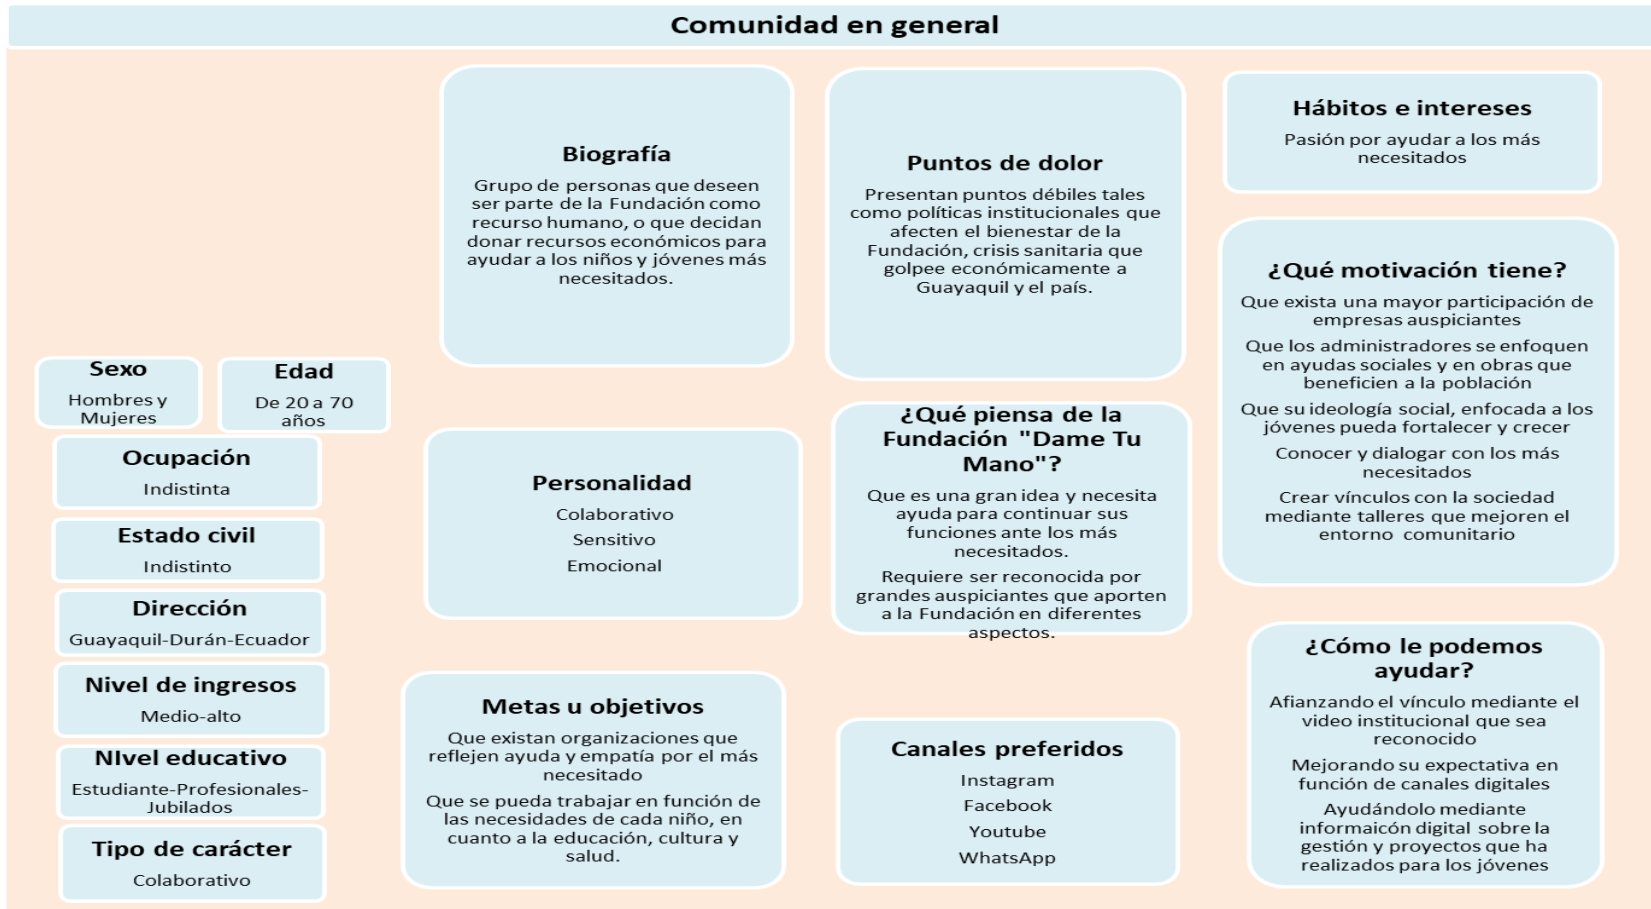 Comunidad en general
Sexo
Hombres y
Mujeres
Edad
De 20 a 70
años
Ocupación
Indistinta
Estado civil
Indistinto
Dirección
Guayaquil-Durán-Ecuador
Nivel de ingresos
Medio-alto
NIvel educativo
Estudiante-Profesionales-
Jubilados
Tipo de carácter
Colaborativo
Biografía
Grupo de personas que deseen
ser parte de la Fundación como
recurso humano, o que decidan
donar recursos económicos para
ayudar a los niños y jóvenes más
necesitados.
Personalidad
Colaborativo
Sensitivo
Emocional
Metas u objetivos
Que existan organizaciones que
reflejen ayuda y empatía por el más
necesitado
Que se pueda trabajar en función de
las necesidades de cada niño, en
cuanto a la educación, cultura y
salud.
Puntos de dolor
Presentan puntos débiles tales
como políticas institucionales que
afecten el bienestar de la
Fundación, crisis sanitaria que
golpee económicamente a
Guayaquil y el país.
¿Qué piensa de la
Fundación "Dame Tu
Mano"?
Que es una gran idea y necesita
ayuda para continuar sus
funciones ante los más
necesitados.
Requiere ser reconocida por
grandes auspiciantes que aporten
a la Fundación en diferentes
aspectos.
Canales preferidos
Instagram
Facebook
Youtube
WhatsApp
Hábitos e intereses
Pasión por ayudar a los más
necesitados
¿Qué motivación tiene?
Que exista una mayor participación de
empresas auspiciantes
Que los administradores se enfoquen
en ayudas sociales y en obras que
beneficien a la población
Que su ideología social, enfocada a los
jóvenes pueda fortalecer y crecer
Conocer y dialogar con los más
necesitados
Crear vínculos con la sociedad
mediante talleres que mejoren el
entorno comunitario
¿Cómo le podemos
ayudar?
Afianzando el vínculo mediante el
video institucional que sea
reconocido
Mejorando su expectativa en
función de canales digitales
Ayudándolo mediante
informaicón digital sobre la
gestión y proyectos que ha
realizados para los jóvenes